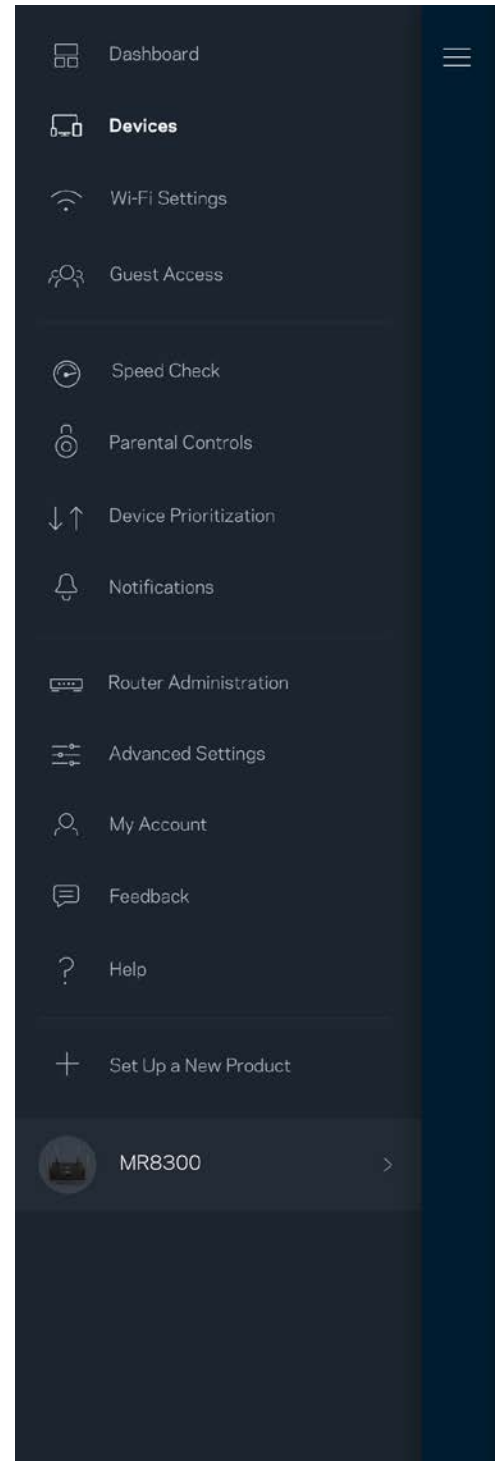 Dashboard
Devices
Wi-Fi Settings
Guest Access
Speed Check
Parental Controls
Device Prioritization
Notifications
Router Administration
Advanced Settings
My Account
Feedback
Help
Set Up a New Product
MR8300